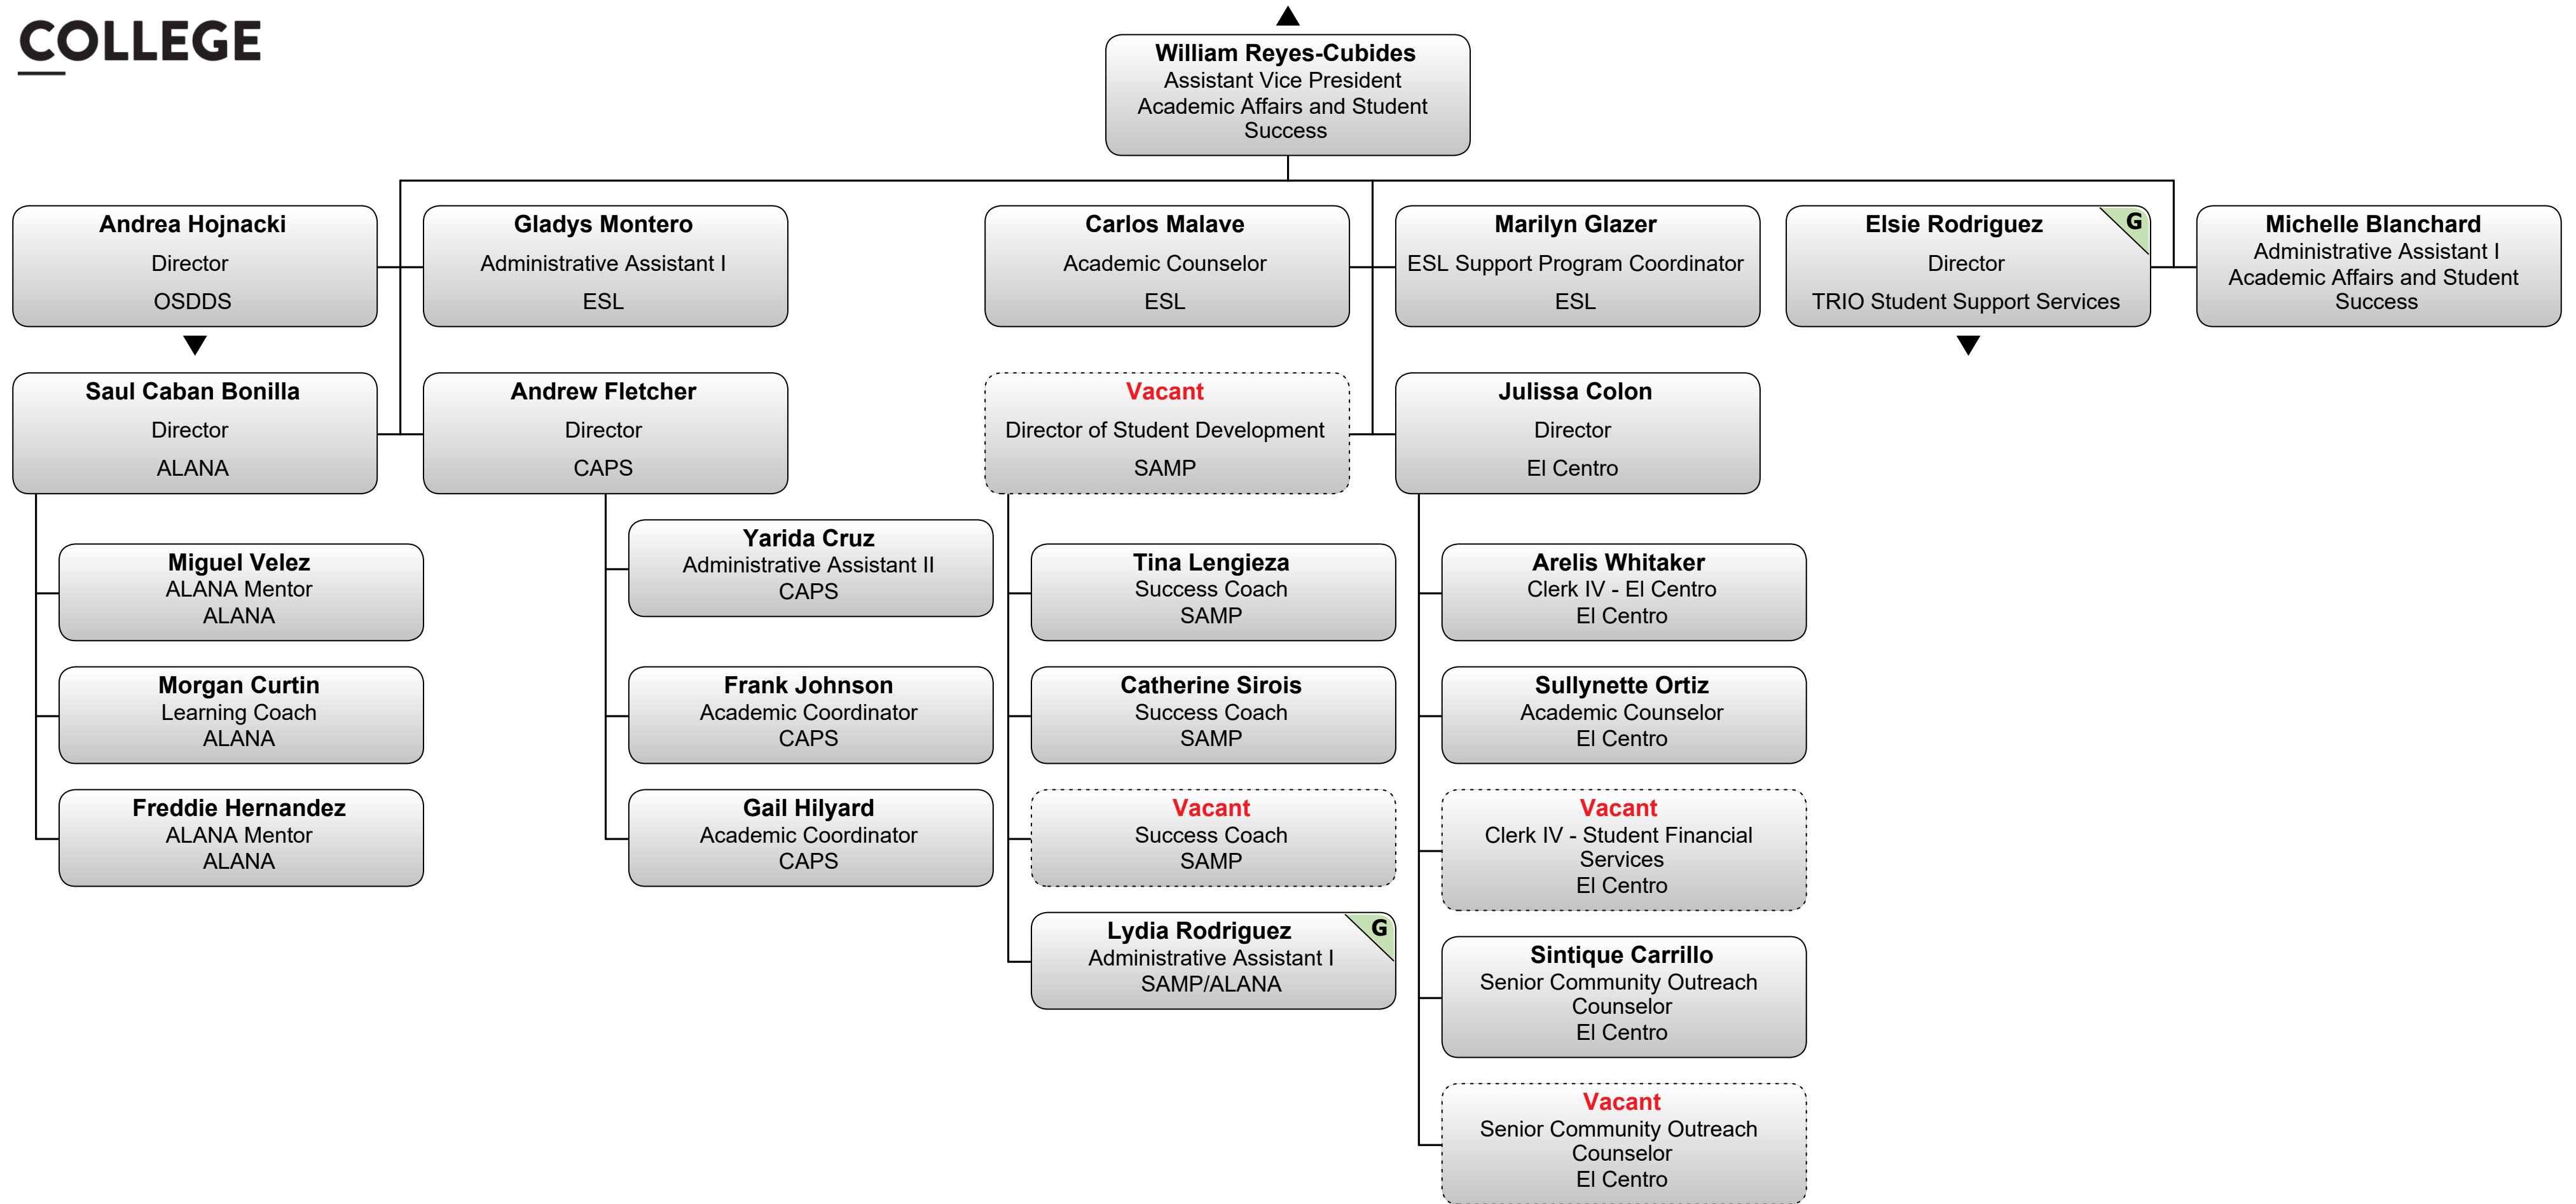 COLLEGE
William Reyes-Cubides
Assistant Vice President
Academic Affairs and Student
Success
Andrea Hojnacki
Director
OSDDS
Gladys Montero
Administrative Assistant I
ESL
Carlos Malave
Academic Counselor
ESL
Marilyn Glazer
ESL Support Program Coordinator
ESL
Elsie Rodriguez
G
Director
TRIO Student Support Services
Michelle Blanchard
Administrative Assistant I
Academic Affairs and Student
Success
Saul Caban Bonilla
Director
ALANA
Andrew Fletcher
Director
CAPS
Vacant
Director of Student Development
SAMP
Julissa Colon
Director
El Centro
Miguel Velez
ALANA Mentor
ALANA
Morgan Curtin
Learning Coach
ALANA
Freddie Hernandez
ALANA Mentor
ALANA
Yarida Cruz
Administrative Assistant II
CAPS
Frank Johnson
Academic Coordinator
CAPS
Gail Hilyard
Academic Coordinator
CAPS
Tina Lengieza
Success Coach
SAMP
Catherine Sirois
Success Coach
SAMP
Vacant
Success Coach
SAMP
Lydia Rodriguez
G
Administrative Assistant I
SAMP/ALANA
Arelis Whitaker
Clerk IV - El Centro
El Centro
Sullynette Ortiz
Academic Counselor
El Centro
Vacant
Clerk IV - Student Financial
Services
El Centro
Sintique Carrillo
Senior Community Outreach
Counselor
El Centro
Vacant
Senior Community Outreach
Counselor
El Centro